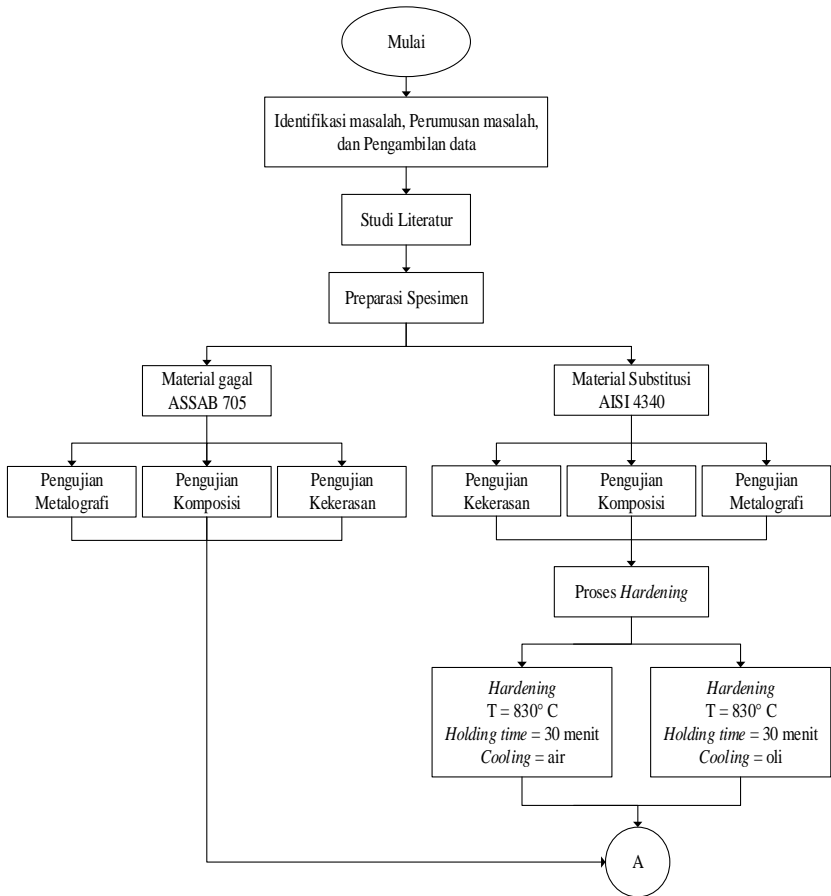 Mulai
Identifikasi masalah, Perumusan masalah,
dan Pengambilan data
Studi Literatur
Preparasi Spesimen
Material gagal
ASSAB 705
Material Substitusi
AISI 4340
Pengujian
Metalografi
Pengujian
Komposisi
Pengujian
Kekerasan
Pengujian
Kekerasan
Pengujian
Komposisi
Pengujian
Metalografi
Proses Hardening
Hardening
T = 830° C
Holding time = 30 menit
Cooling = air
Hardening
T = 830° C
Holding time = 30 menit
Cooling = oli
A